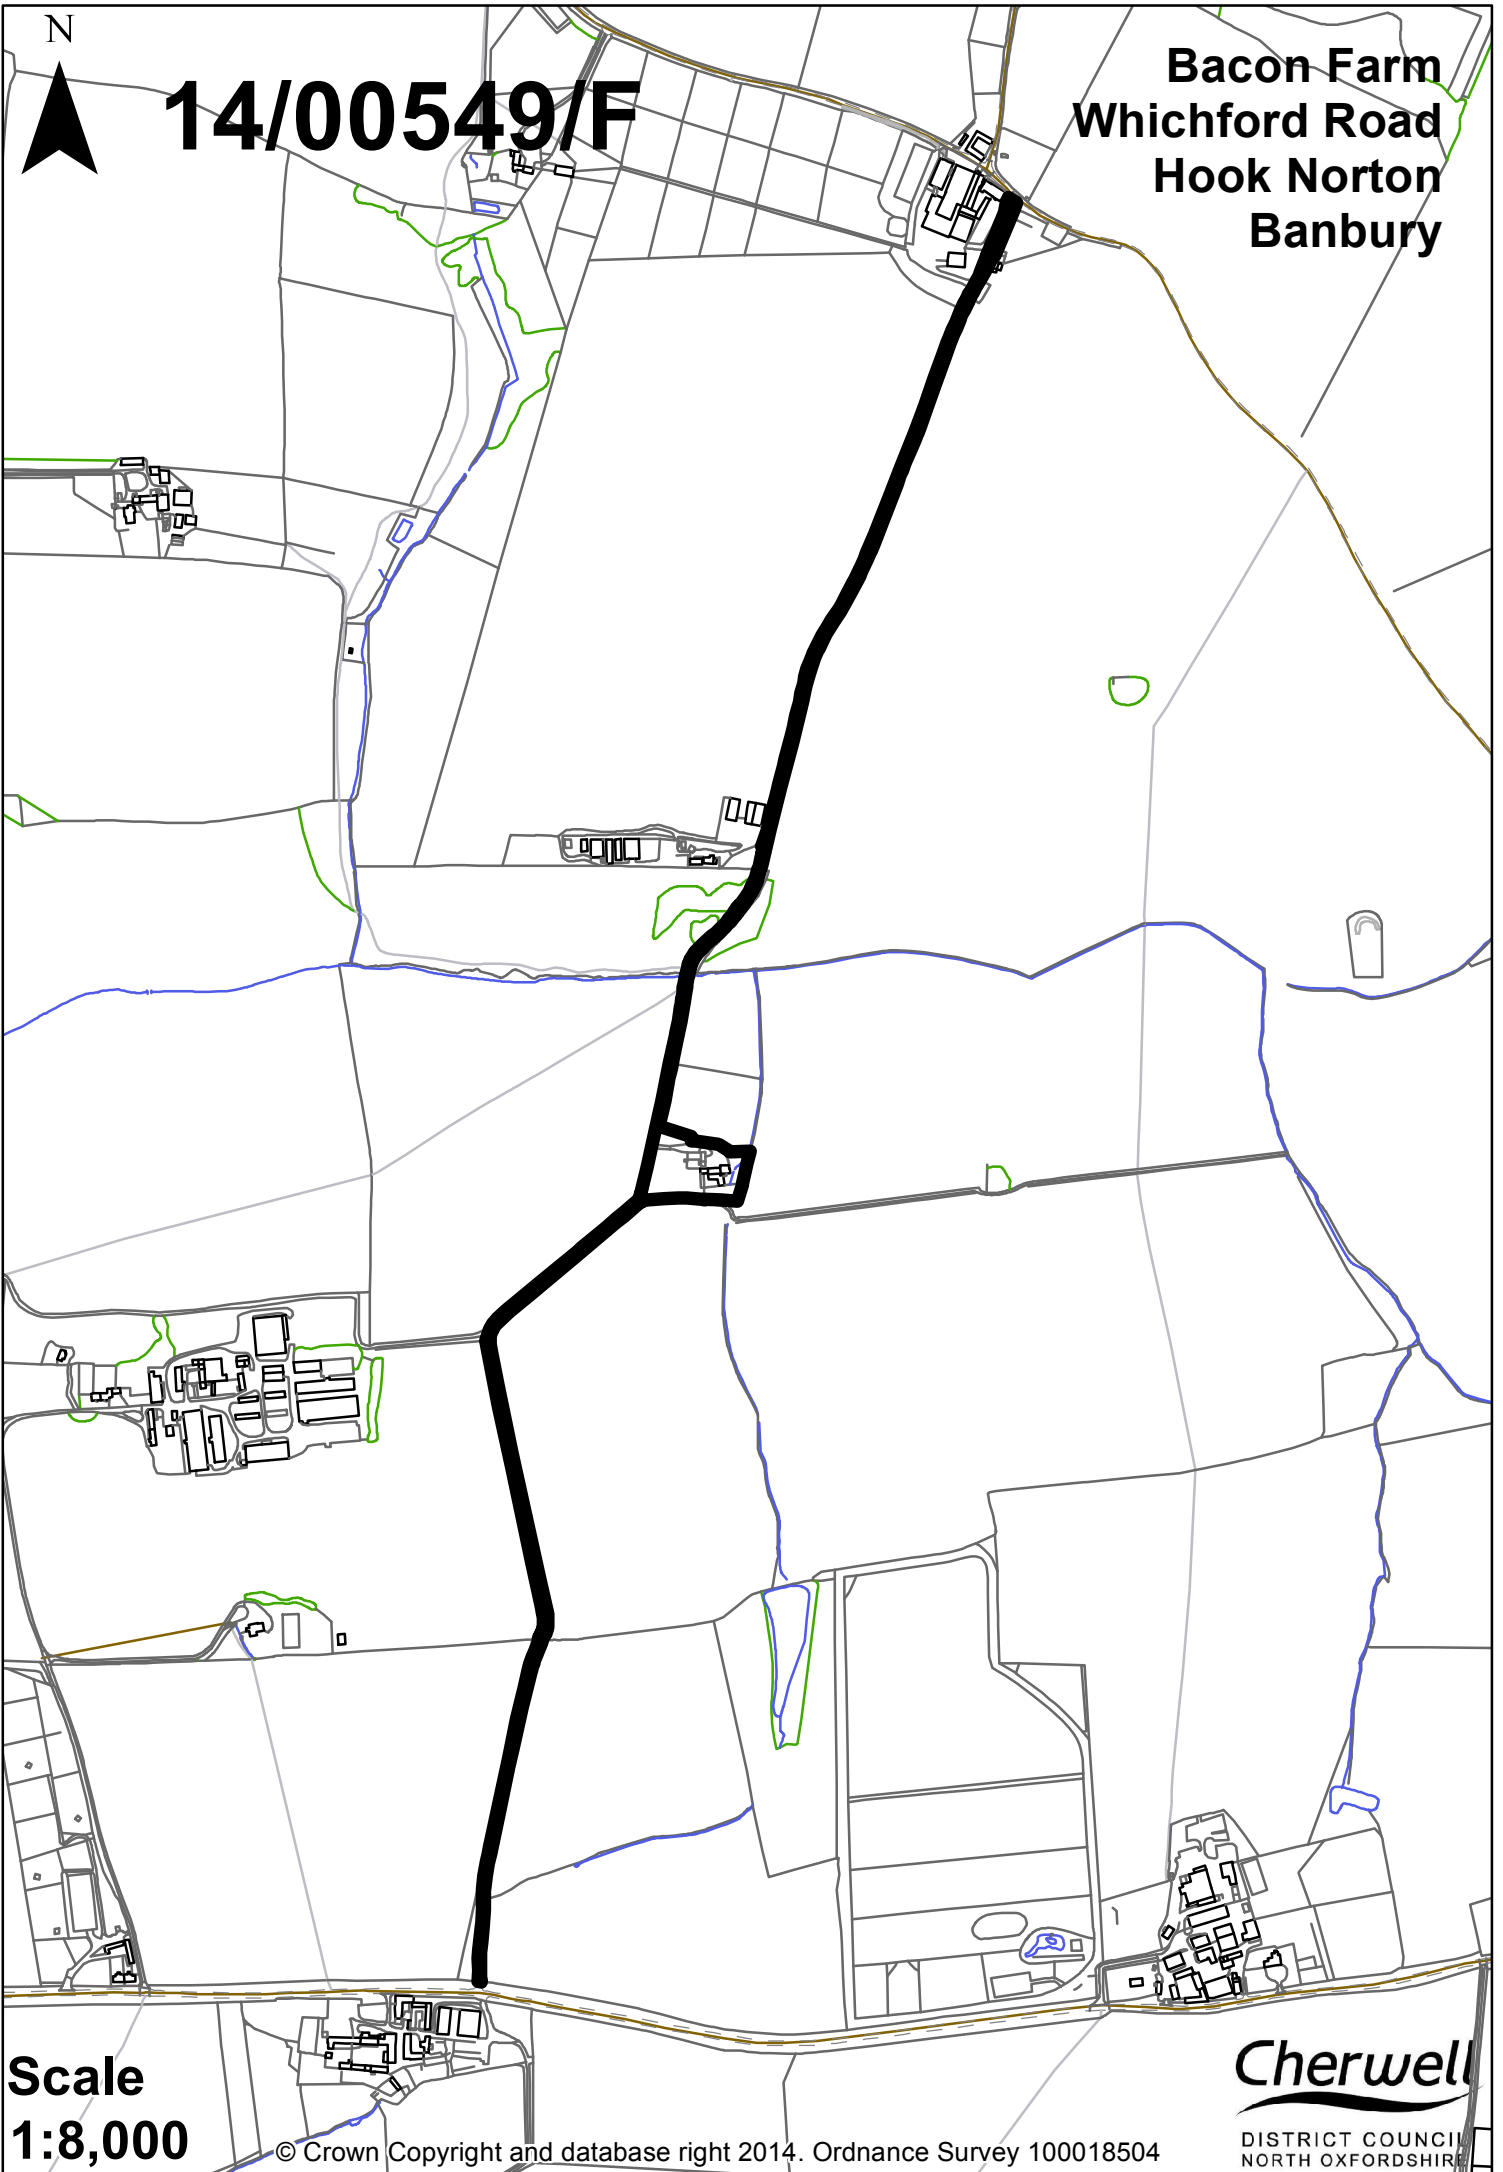 N
14/00549/F
Bacon Farm
Whichford Road
Hook Norton
Banbury
Scale
1:8,000
© Crown Copyright and database right 2014. Ordnance Survey 100018504
Cherwell
DISTRICT COUNCIL
NORTH OXFORDSHIRE